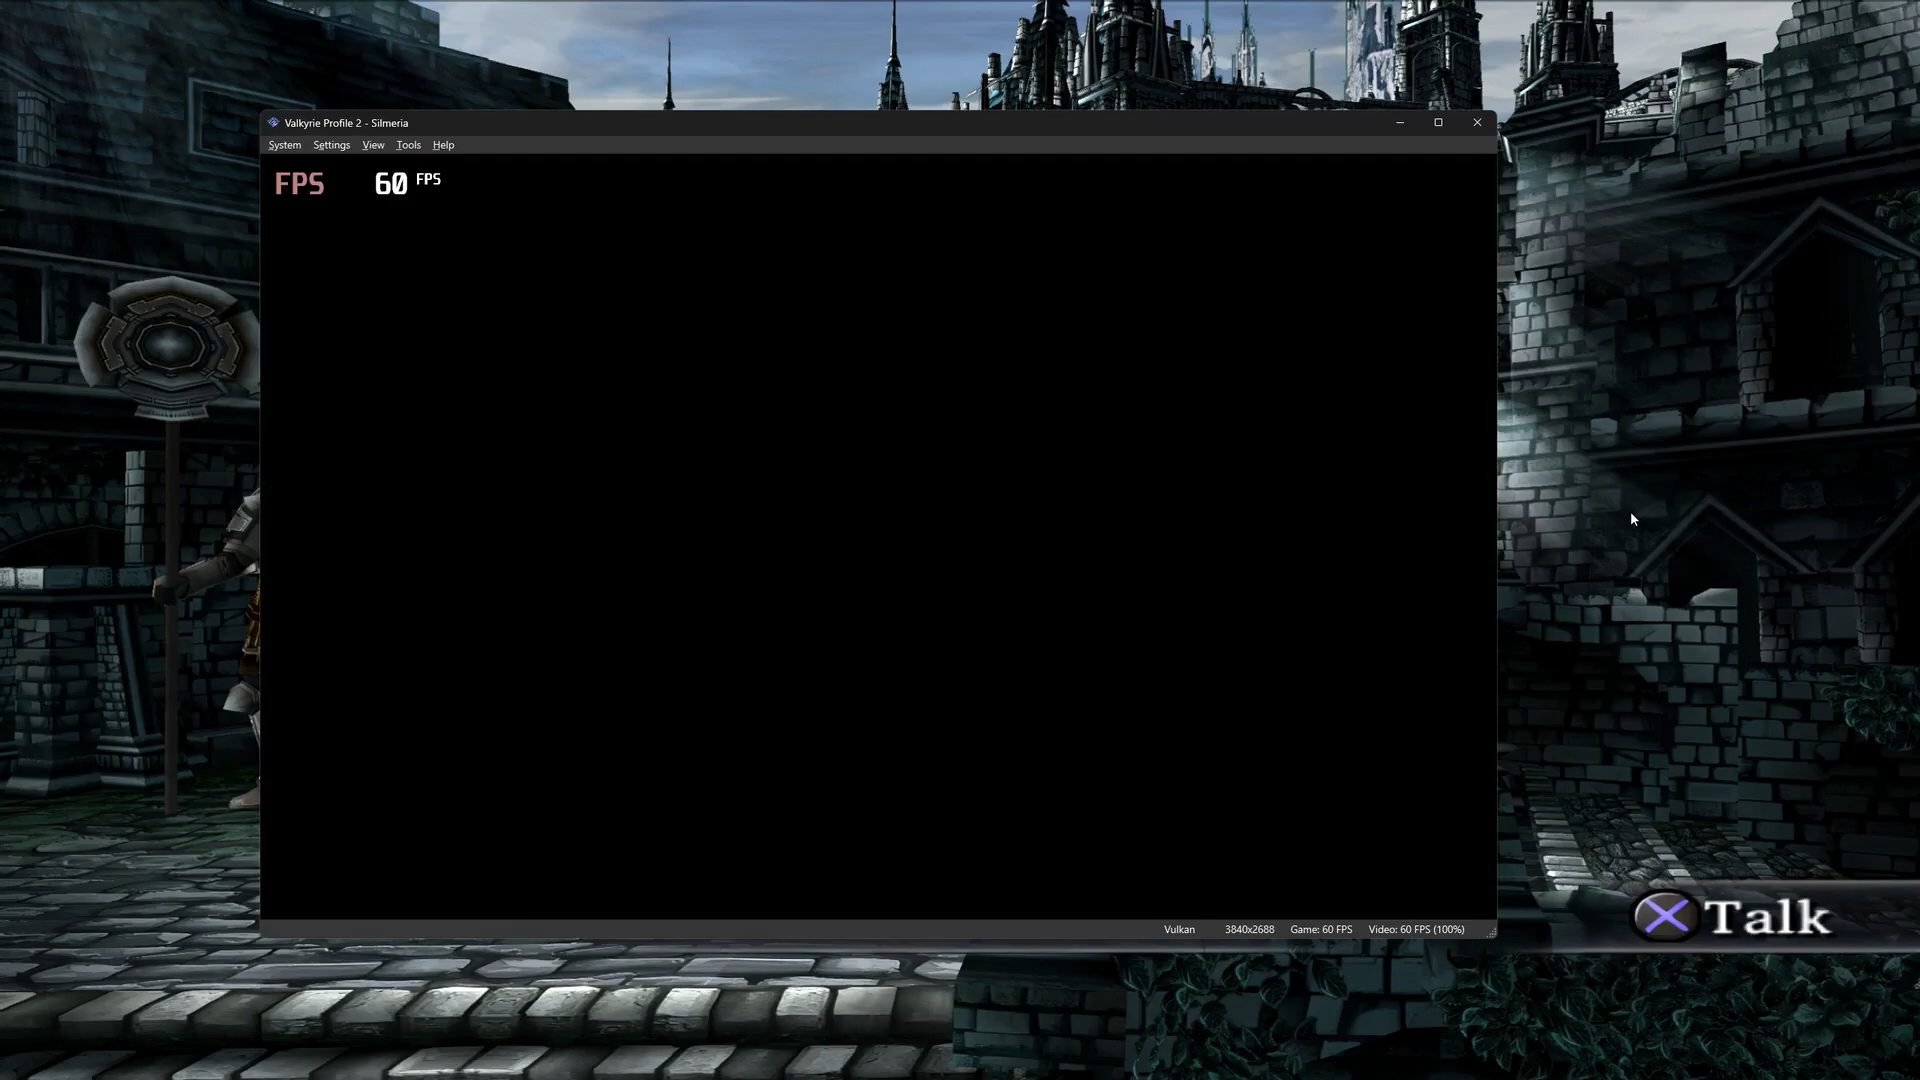 Valkyrie Profile 2 - Silmeria
System Settings View Tools Help
FPS 60 FPS
Vulkan 3840x2688 Game: 60 FPS Video: 60 FPS (100%)
Talk